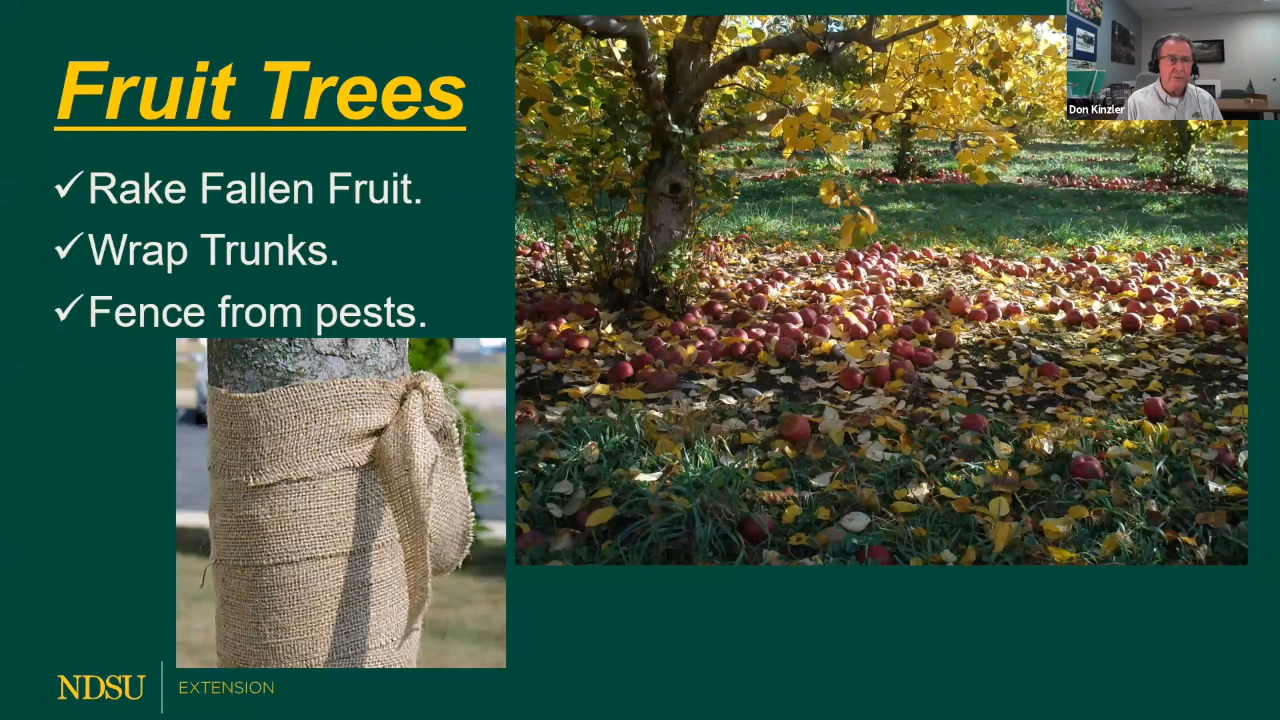 Fruit Trees
✓Rake Fallen Fruit.
✓Wrap Trunks.
✓Fence from pests.
Don Kinzler
NDSU | EXTENSION